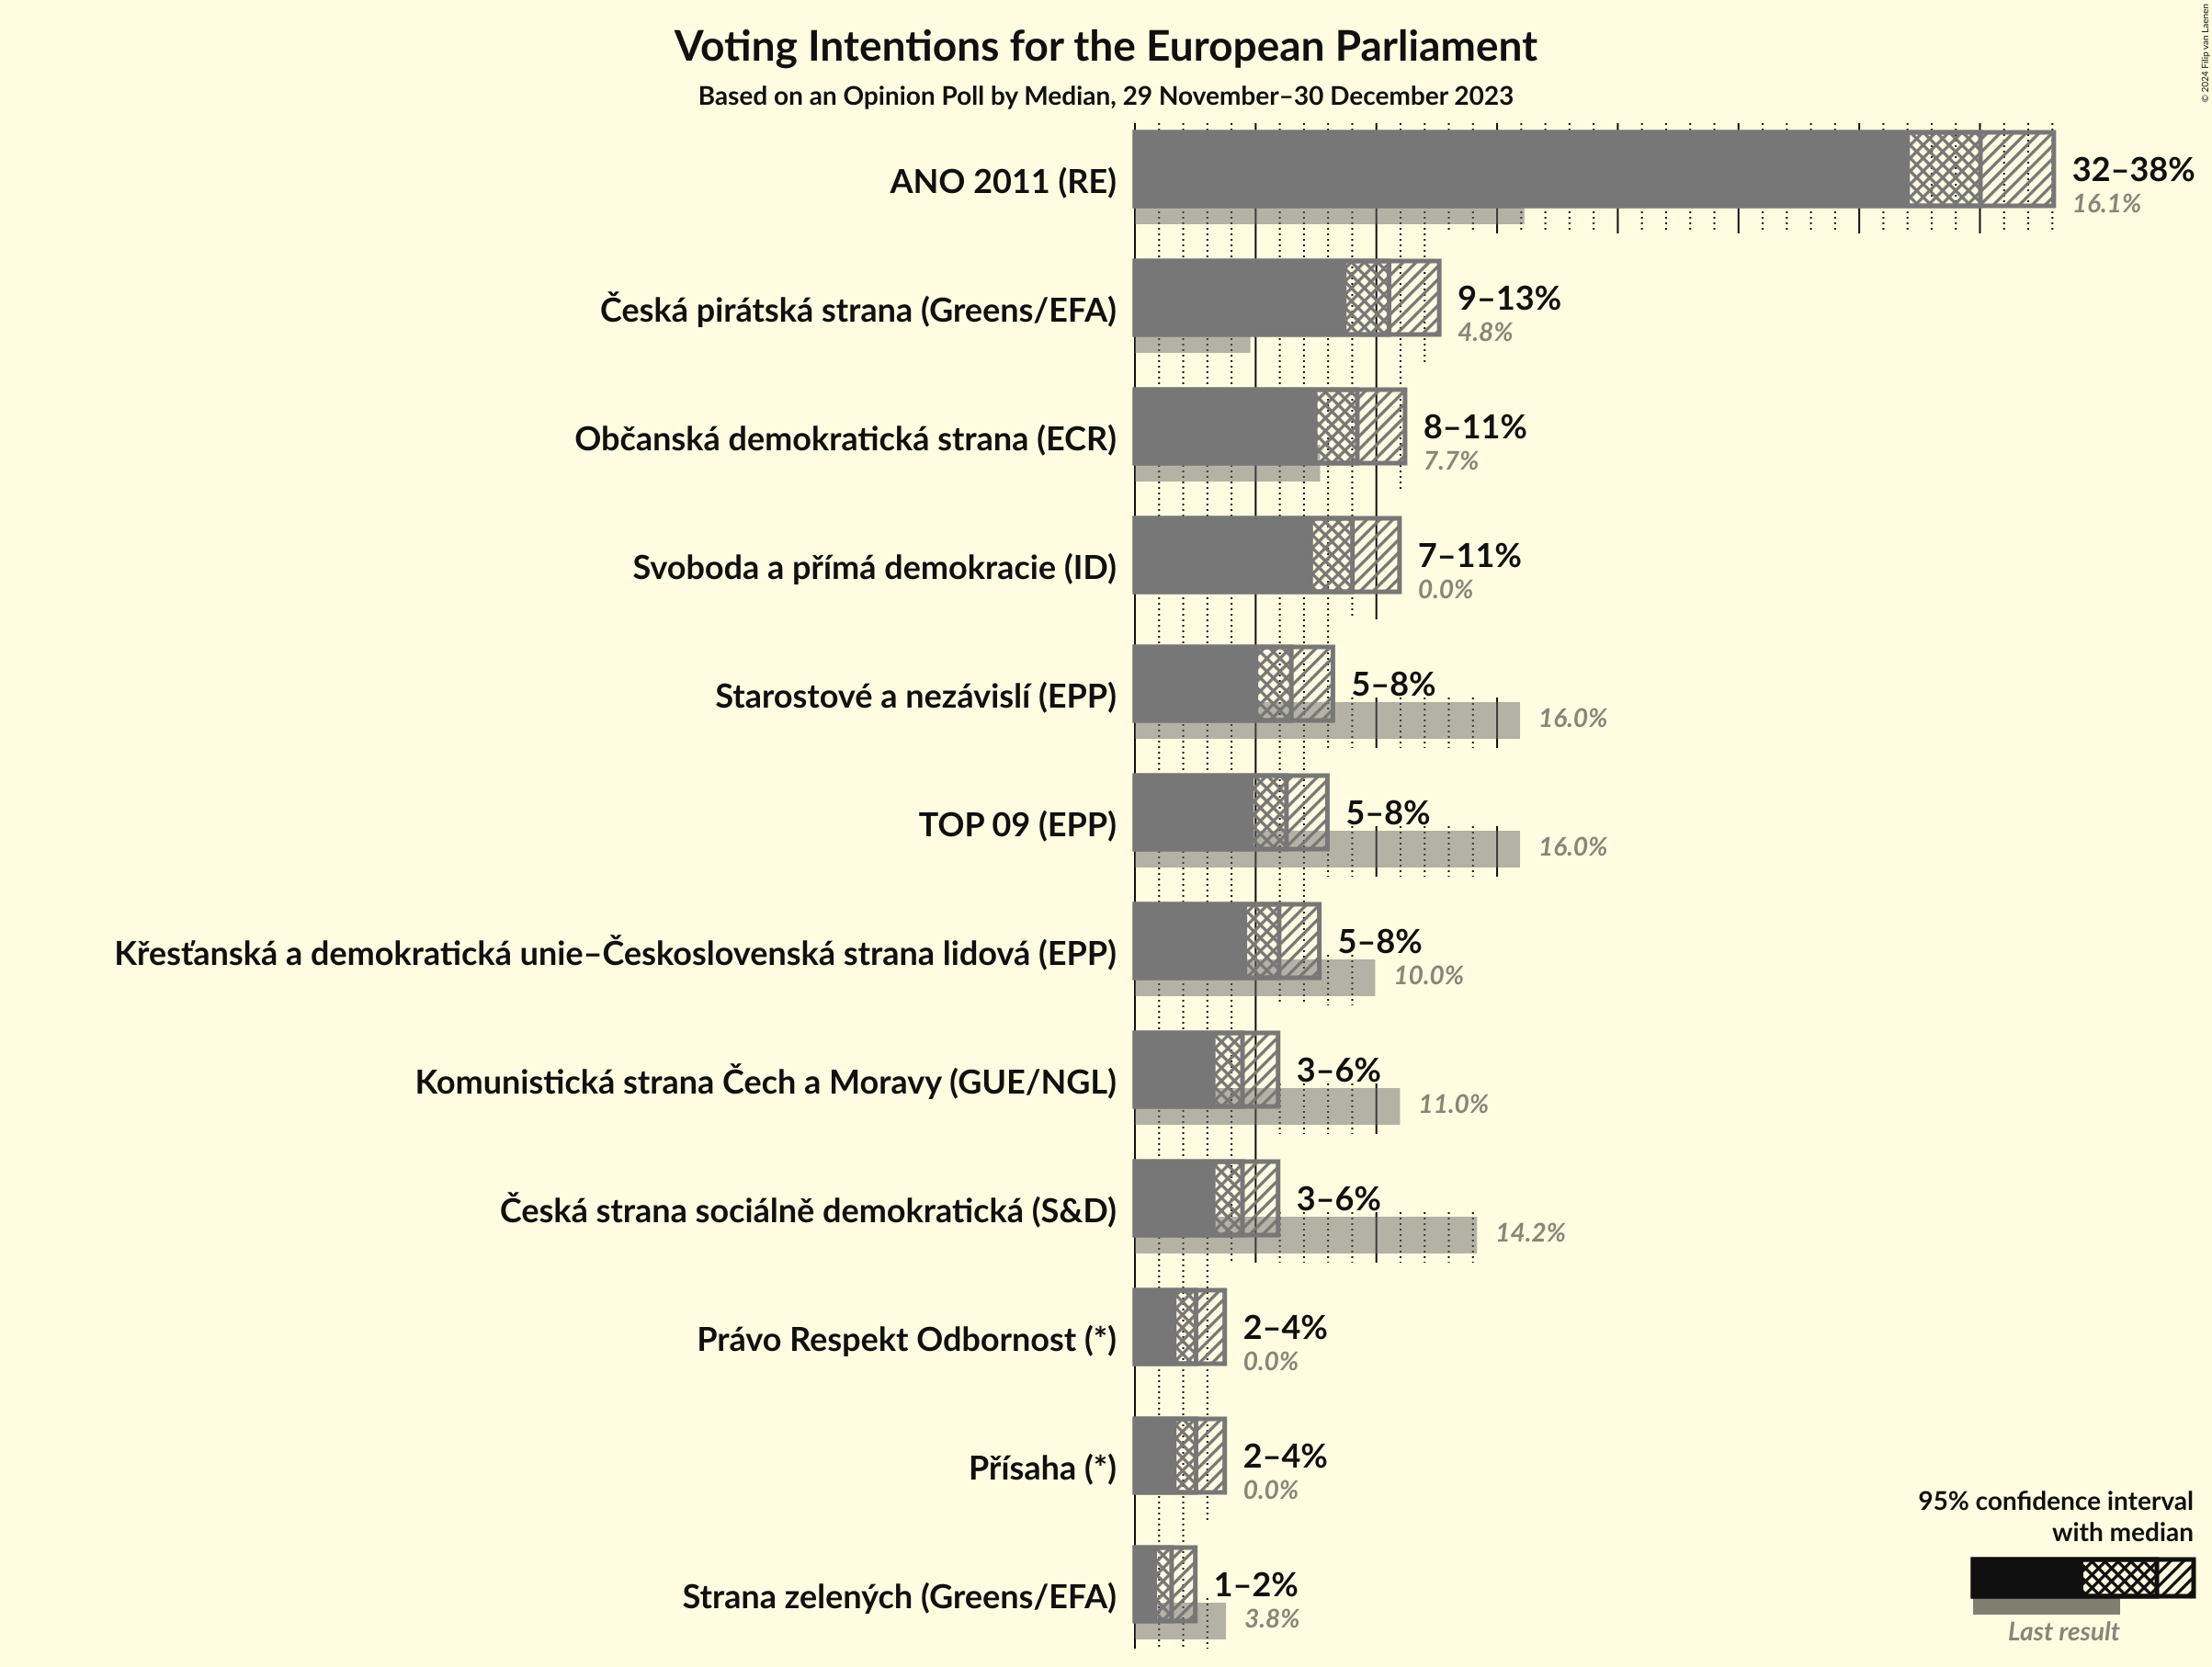 Voting Intentions for the European Parliament
Based on an Opinion Poll by Median, 29 November–30 December 2023
© 2024 Filip van Laenen
ANO 2011 (RE)
32–38%
16.1%
Česká pirátská strana (Greens/EFA)
9–13%
4.8%
Občanská demokratická strana (ECR)
8–11%
7.7%
Svoboda a přímá demokracie (ID)
7–11%
0.0%
Starostové a nezávislí (EPP)
5–8%
16.0%
TOP 09 (EPP)
5–8%
16.0%
Křesťanská a demokratická unie–Československá strana lidová (EPP)
5–8%
10.0%
Komunistická strana Čech a Moravy (GUE/NGL)
3–6%
11.0%
Česká strana sociálně demokratická (S&D)
3–6%
14.2%
Právo Respekt Odbornost (*)
2–4%
0.0%
Přísaha (*)
2–4%
0.0%
Strana zelených (Greens/EFA)
1–2%
3.8%
95% confidence interval
with median
Last result